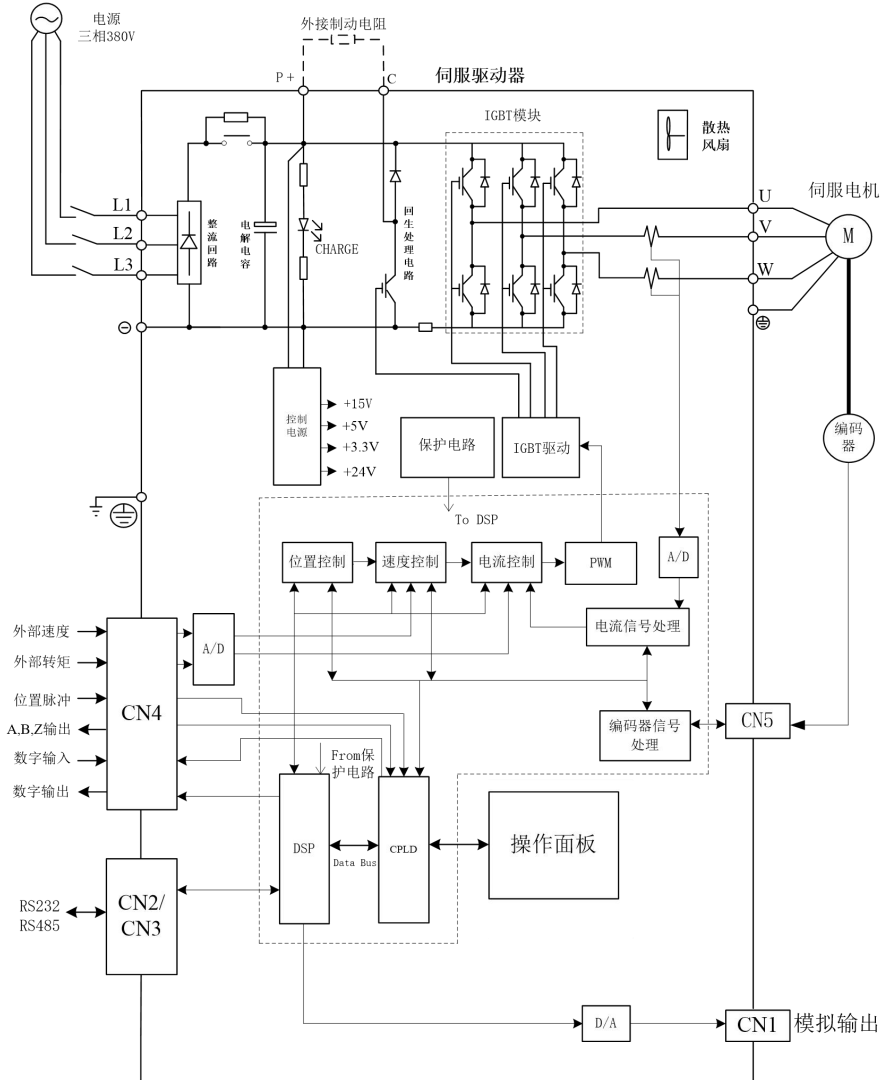 电源
三相380V
外接制动电阻
P+
C
伺服驱动器
IGBT模块
散热
风扇
伺服电机
L1
L2
L3
整流回路
电解电容
CHARGE
回生处理电路
U
V
W
M
控制
电源
+15V
+5V
+3.3V
+24V
保护电路
IGBT驱动
编码
器
To DSP
位置控制
速度控制
电流控制
PWM
A/D
外部速度
外部转矩
位置脉冲
A,B,Z输出
数字输入
数字输出
CN4
A/D
电流信号处理
编码器信号
处理
CN5
From保
护电路
DSP
Data Bus
CPLD
操作面板
RS232
RS485
CN2/
CN3
D/A
CN1
模拟输出